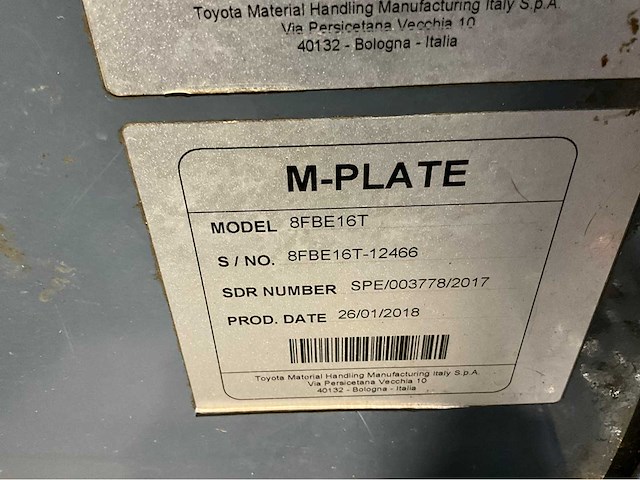 Toyota Material Handling Manufacturing Italy S.p.A.
Via Persicetana Vecchia 10
40132 - Bologna - Italia
M-PLATE
MODEL 8FBE16T
S / NO. 8FBE16T-12466
SDR NUMBER SPE/003778/2017
PROD. DATE 26/01/2018
Toyota Material Handling Manufacturing Italy S.p.A.
Via Persicetana Vecchia 10
40132 - Bologna - Italia